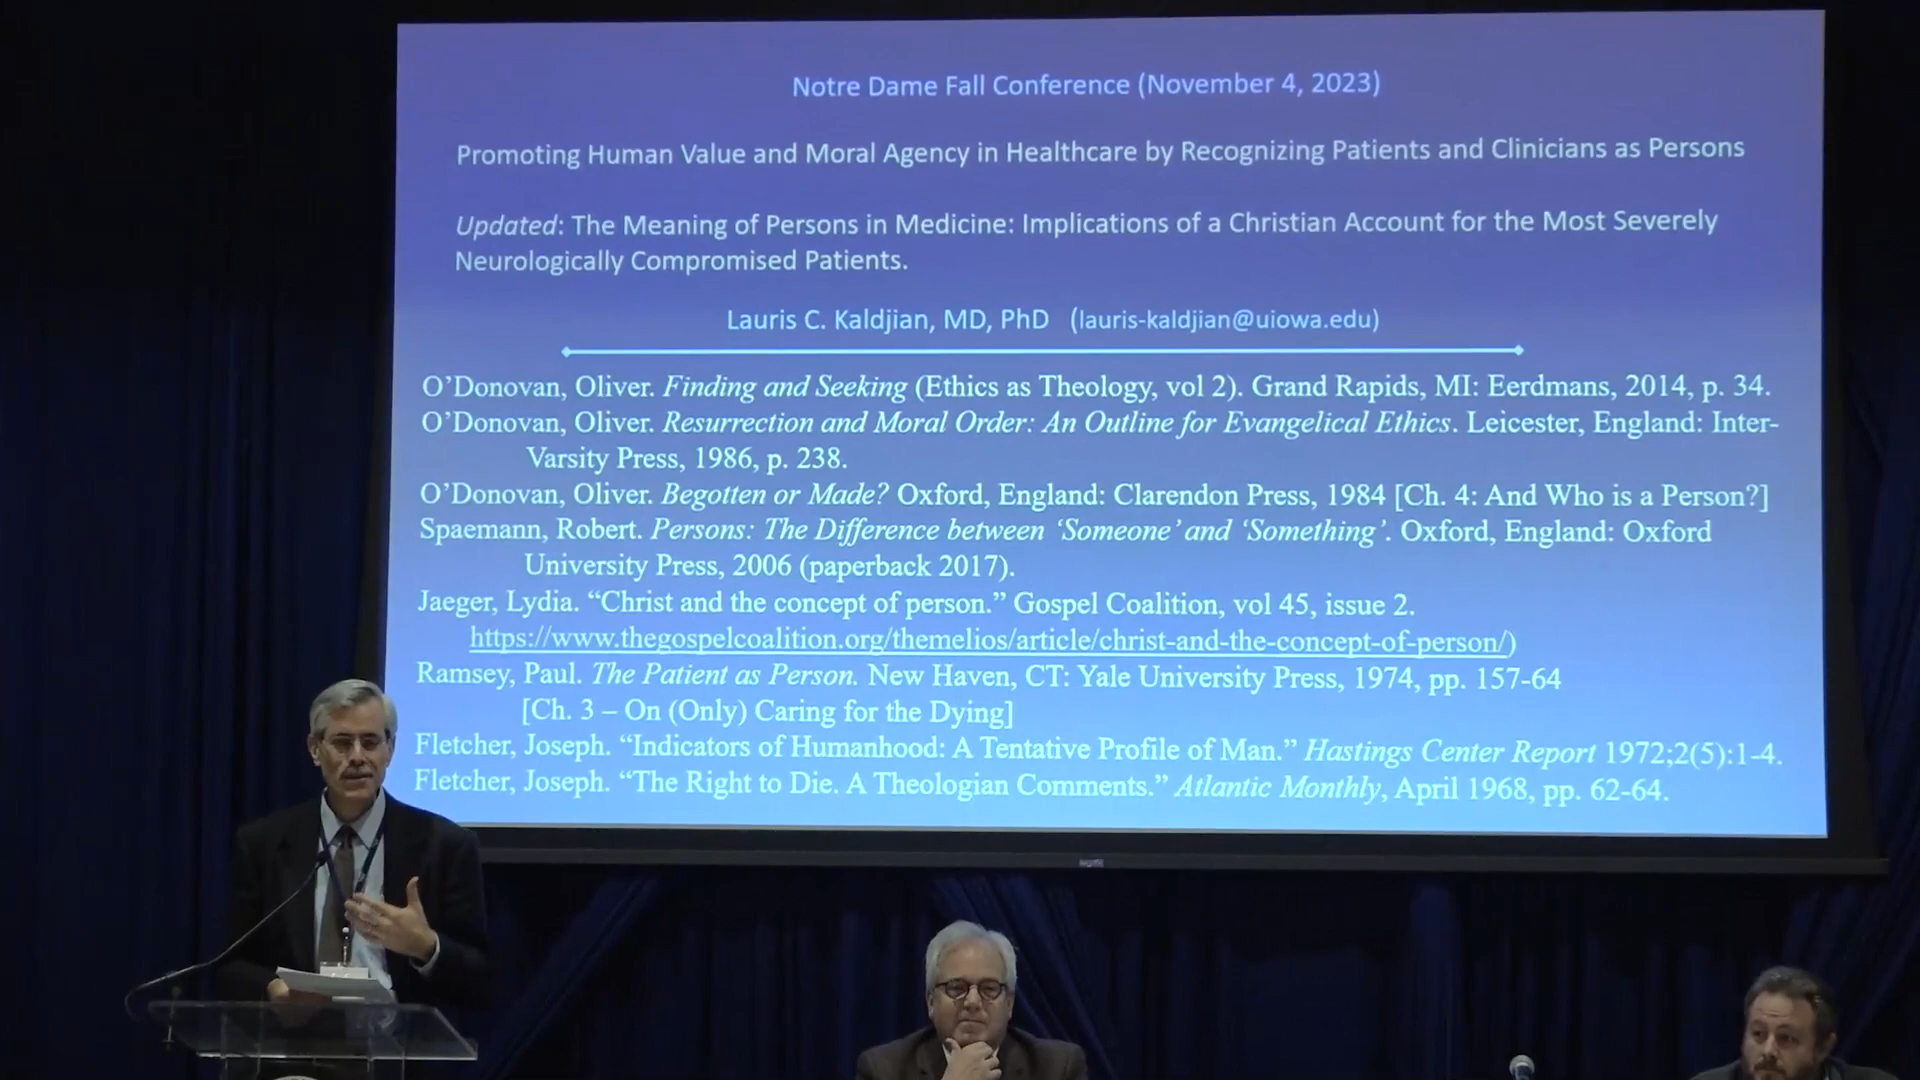 Notre Dame Fall Conference (November 4, 2023)
Promoting Human Value and Moral Agency in Healthcare by Recognizing Patients and Clinicians as Persons
Updated: The Meaning of Persons in Medicine: Implications of a Christian Account for the Most Severely
Neurologically Compromised Patients.
Lauris C. Kaldjian, MD, PhD (lauris-kaldjian@uiowa.edu)
O’Donovan, Oliver. Finding and Seeking (Ethics as Theology, vol 2). Grand Rapids, MI: Eerdmans, 2014, p. 34.
O’Donovan, Oliver. Resurrection and Moral Order: An Outline for Evangelical Ethics. Leicester, England: Inter-
Varsity Press, 1986, p. 238.
O’Donovan, Oliver. Begotten or Made? Oxford, England: Clarendon Press, 1984 [Ch. 4: And Who is a Person?]
Spaemann, Robert. Persons: The Difference between ‘Someone’ and ‘Something’. Oxford, England: Oxford
University Press, 2006 (paperback 2017).
Jaeger, Lydia. “Christ and the concept of person.” Gospel Coalition, vol 45, issue 2.
https://www.thegospelcoalition.org/themelios/article/christ-and-the-concept-of-person/)
Ramsey, Paul. The Patient as Person. New Haven, CT: Yale University Press, 1974, pp. 157-64
[Ch. 3 – On (Only) Caring for the Dying]
Fletcher, Joseph. “Indicators of Humanhood: A Tentative Profile of Man.” Hastings Center Report 1972;2(5):1-4.
Fletcher, Joseph. “The Right to Die. A Theologian Comments.” Atlantic Monthly, April 1968, pp. 62-64.